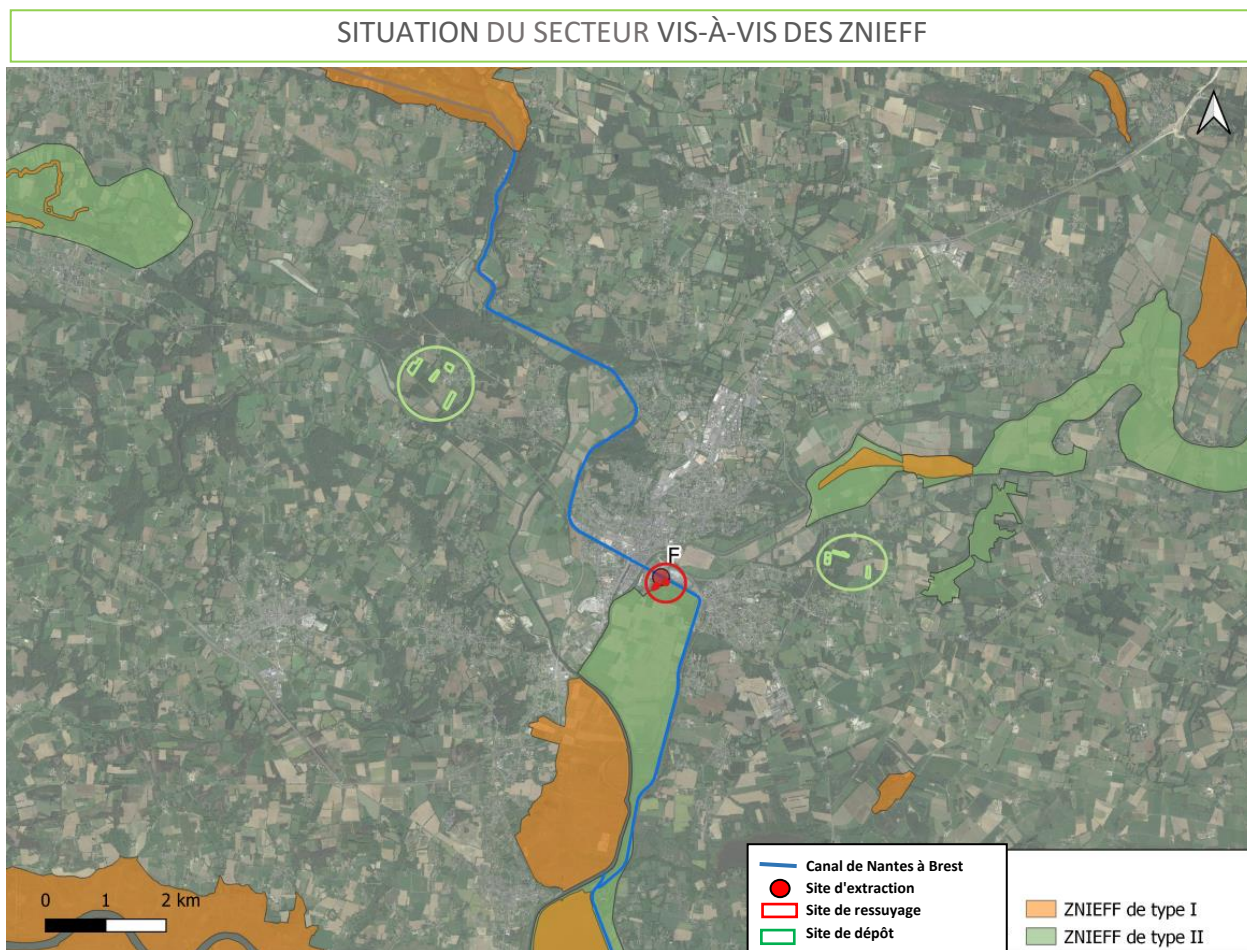 SITUATION DU SECTEUR VIS-À-VIS DES ZNIEFF
F
0 1 2 km
Canal de Nantes à Brest
Site d'extraction
Site de ressuyage
Site de dépôt
ZNIEFF de type I
ZNIEFF de type II